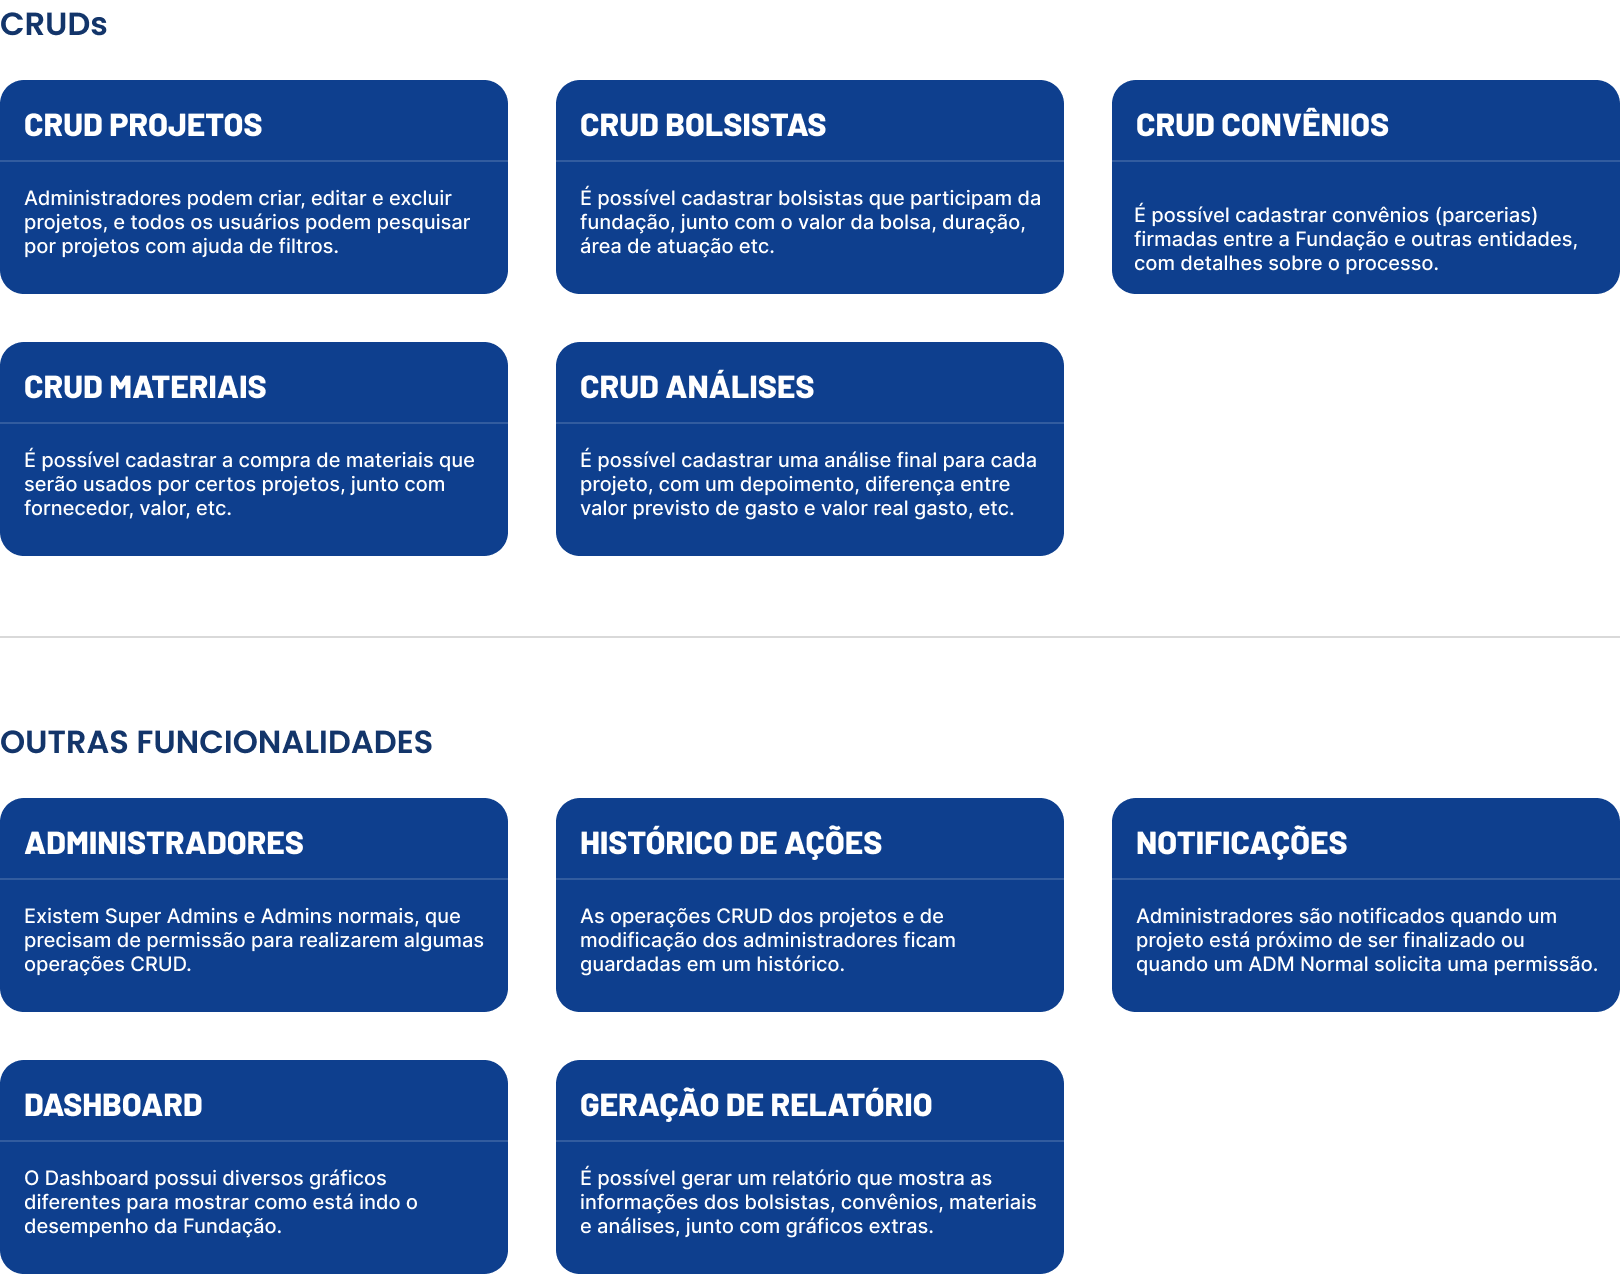 CRUDs
CRUD PROJETOS
Administradores podem criar, editar e excluir
projetos, e todos os usuários podem pesquisar
por projetos com ajuda de filtros.
CRUD BOLSISTAS
É possível cadastrar bolsistas que participam da
fundação, junto com o valor da bolsa, duração,
área de atuação etc.
CRUD CONVÊNIOS
É possível cadastrar convênios (parcerias)
firmadas entre a Fundação e outras entidades,
com detalhes sobre o processo.
CRUD MATERIAIS
É possível cadastrar a compra de materiais que
serão usados por certos projetos, junto com
fornecedor, valor, etc.
CRUD ANÁLISES
É possível cadastrar uma análise final para cada
projeto, com um depoimento, diferença entre
valor previsto de gasto e valor real gasto, etc.
OUTRAS FUNCIONALIDADES
ADMINISTRADORES
Existem Super Admins e Admins normais, que
precisam de permissão para realizarem algumas
operações CRUD.
HISTÓRICO DE AÇÕES
As operações CRUD dos projetos e de
modificação dos administradores ficam
guardadas em um histórico.
NOTIFICAÇÕES
Administradores são notificados quando um
projeto está próximo de ser finalizado ou
quando um ADM Normal solicita uma permissão.
DASHBOARD
O Dashboard possui diversos gráficos
diferentes para mostrar como está indo o
desempenho da Fundação.
GERAÇÃO DE RELATÓRIO
É possível gerar um relatório que mostra as
informações dos bolsistas, convênios, materiais
e análises, junto com gráficos extras.